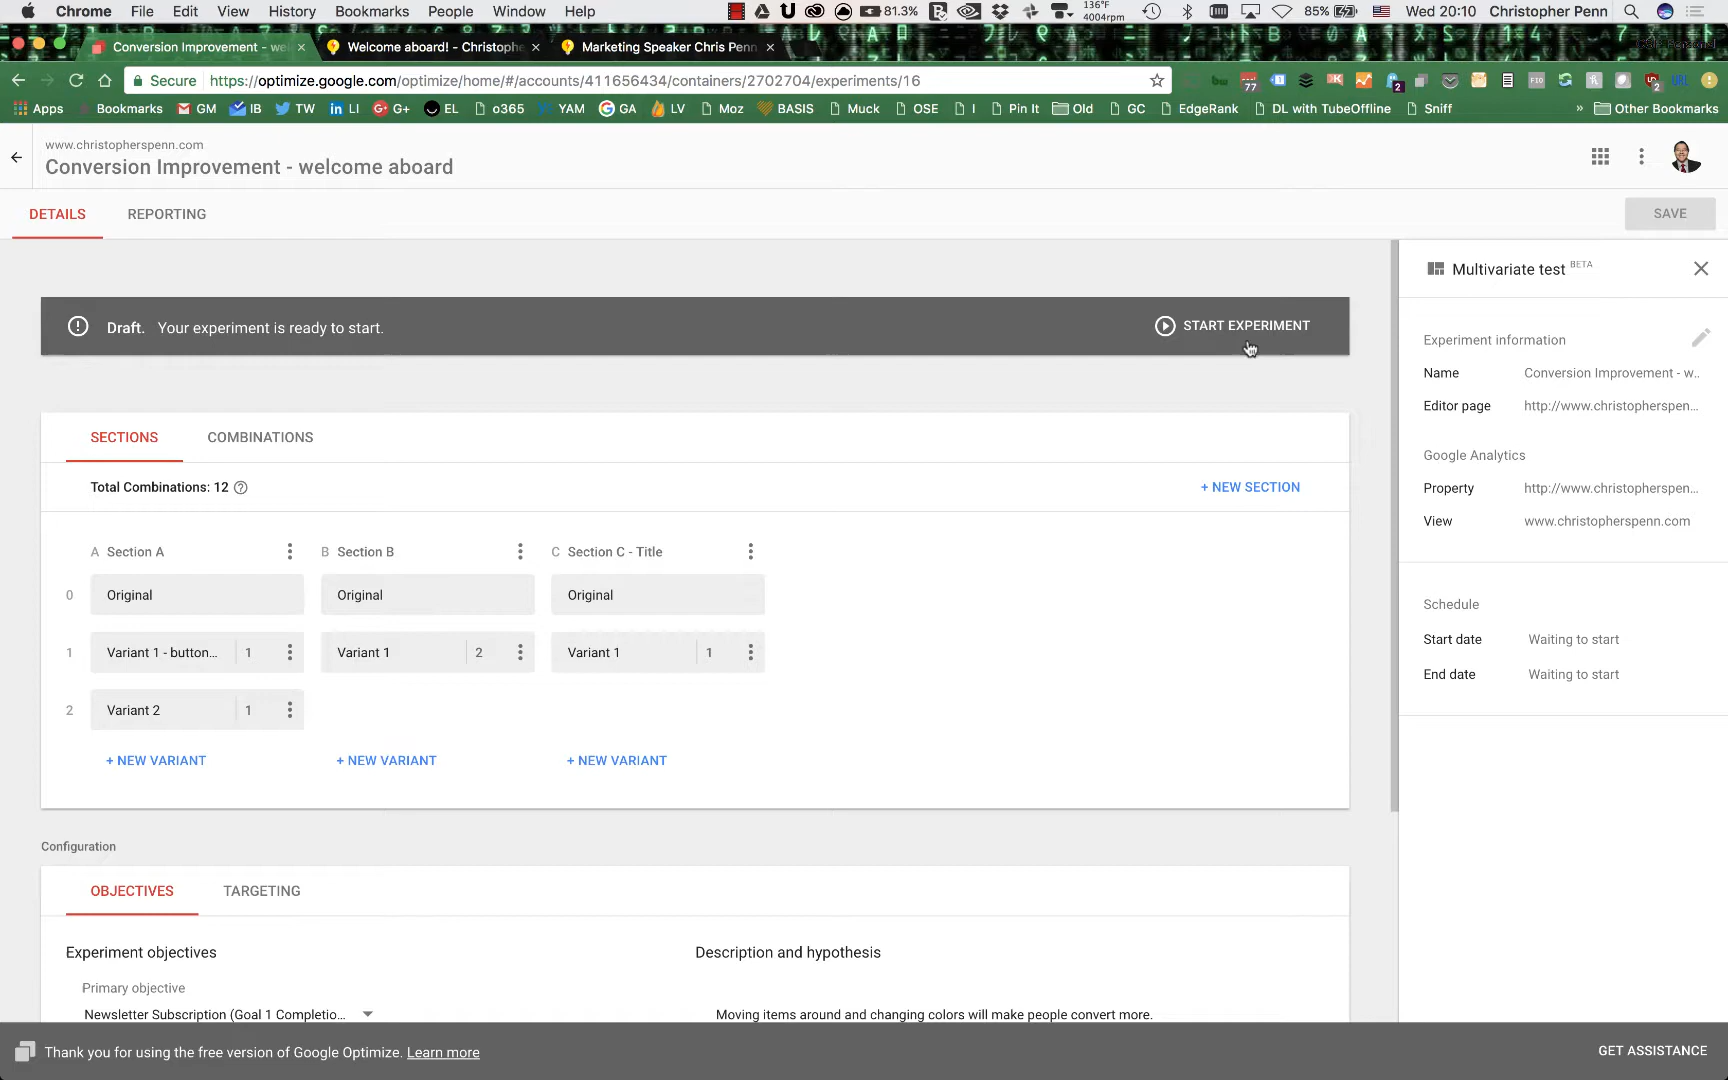 Chrome File Edit View History Bookmarks People Window Help 81.3% 136°F 4004rpm 85% Wed 20:10 Christopher Penn
Conversion Improvement - we Welcome aboard! - Christophe Marketing Speaker Chris Penn
Secure https://optimize.google.com/optimize/home/#/accounts/411656434/containers/2702704/experiments/16
Apps Bookmarks GM IB TW LI G+ EL o365 YAM GA LV Moz BASIS Muck OSE I Pin It Old GC EdgeRank DL with TubeOffline Sniff » Other Bookmarks
www.christopherspenn.com
Conversion Improvement - welcome aboard
DETAILS REPORTING
SAVE
Multivariate test BETA
Draft. Your experiment is ready to start.
START EXPERIMENT
Experiment information
Name Conversion Improvement - w..
Editor page http://www.christopherspen...
SECTIONS COMBINATIONS
Google Analytics
Total Combinations: 12
+ NEW SECTION
Property http://www.christopherspen...
View www.christopherspenn.com
A Section A B Section B C Section C - Title
0 Original Original Original
Schedule
Start date Waiting to start
1 Variant 1 - button... 1 Variant 1 2 Variant 1 1
End date Waiting to start
2 Variant 2 1
+ NEW VARIANT + NEW VARIANT + NEW VARIANT
Configuration
OBJECTIVES TARGETING
Experiment objectives
Description and hypothesis
Primary objective
Newsletter Subscription (Goal 1 Completio...
Moving items around and changing colors will make people convert more.
Thank you for using the free version of Google Optimize. Learn more
GET ASSISTANCE